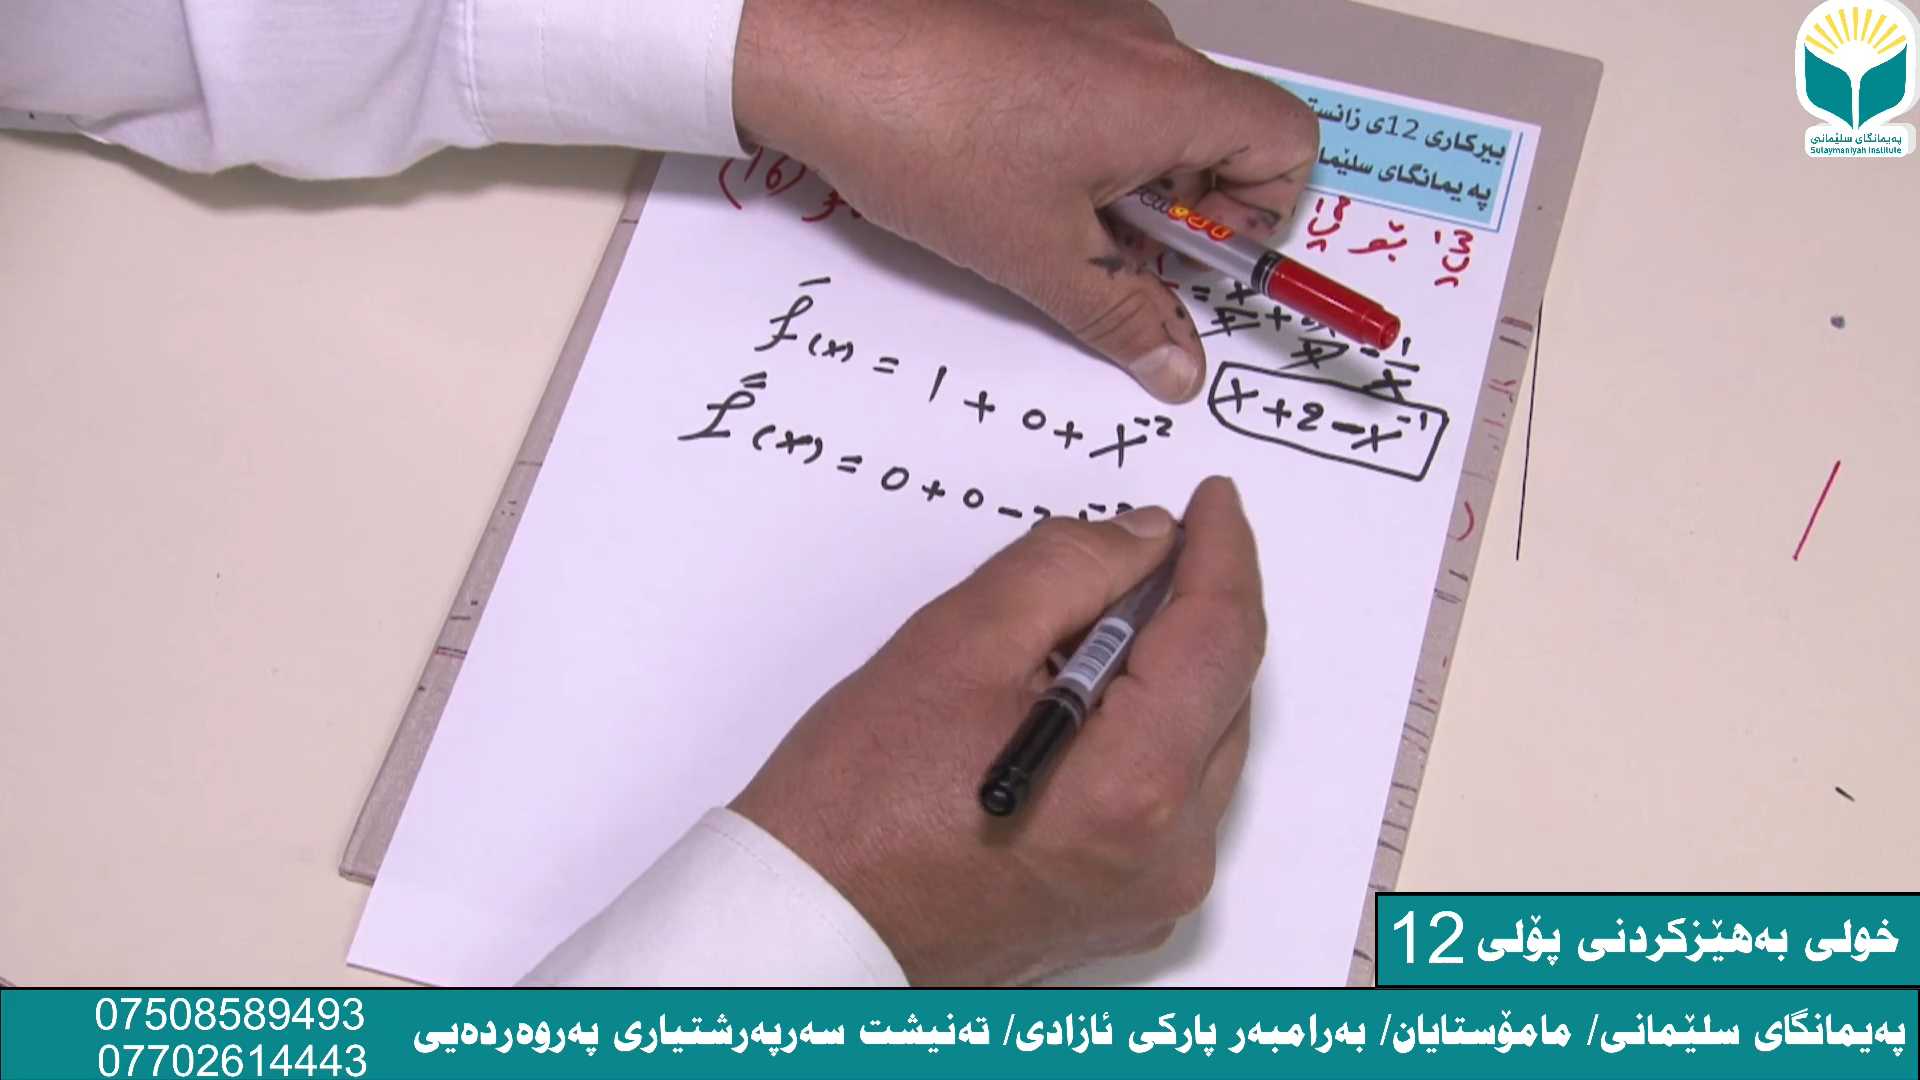 پەیمانگای سلێمانی
Sulaymaniyah Institute
بیرکاری 12ی زانست
پەیمانگای سلێما
(16)
f̄(x) = 1 + 0 + x⁻²
x + 2 - x⁻¹
f̿(x) = 0 + 0 - 2
خولی بەهێزکردنی پۆلی 12
پەیمانگای سلێمانی/ مامۆستایان/ بەرامبەر پارکی ئازادی/ تەنیشت سەرپەرشتیاری پەروەردەیی
07508589493
07702614443